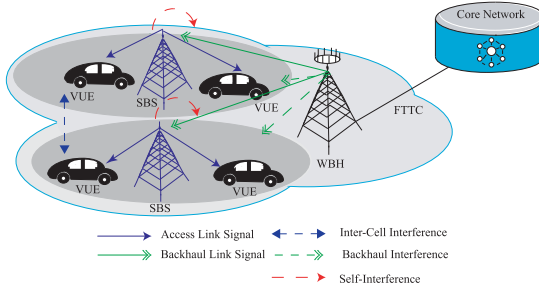 Core Network
VUE
SBS
VUE
FTTC
WBH
VUE
VUE
SBS
Access Link Signal
Inter-Cell Interference
Backhaul Link Signal
Backhaul Interference
Self-Interference